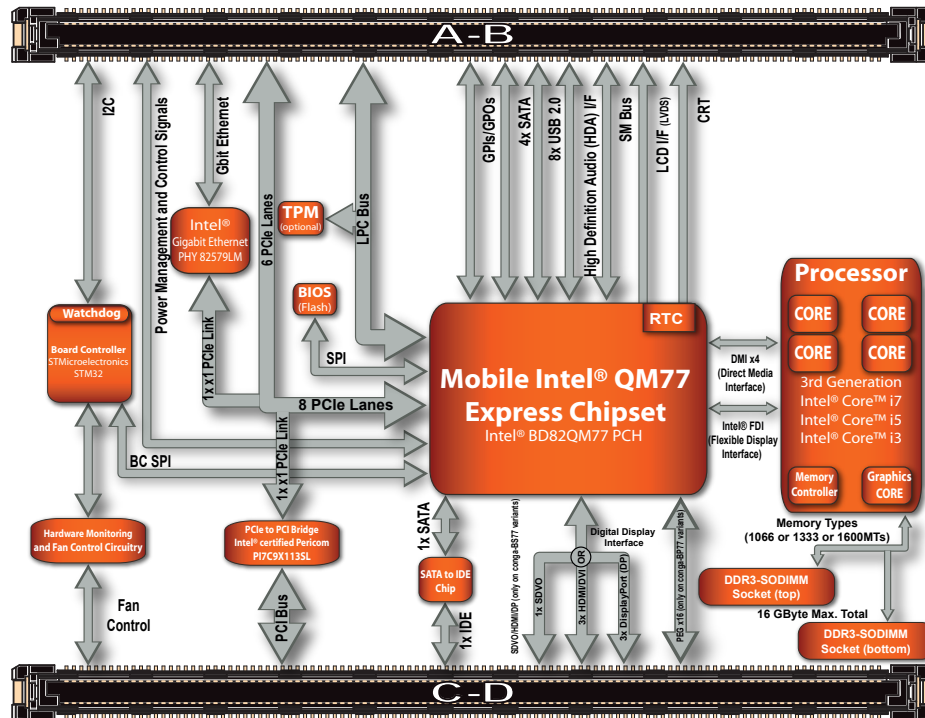 A-B
I2C
Power Management and Control Signals
Gbit Ethernet
6 PCIe Lanes
LPC Bus
GPIs/GPOs
4x SATA
8x USB 2.0
High Definition Audio (HDA) I/F
SM Bus
LCD I/F (LVDS)
CRT
Intel®
Gigabit Ethernet
PHY 82579LM
TPM
(optional)
BIOS
(Flash)
SPI
1x x1 PCIe Link
8 PCIe Lanes
1x x1 PCIe Link
BC SPI
Watchdog
Board Controller
STMicroelectronics
STM32
RTC
Mobile Intel® QM77
Express Chipset
Intel® BD82QM77 PCH
DMI x4
(Direct Media
Interface)
Intel® FDI
(Flexible Display
Interface)
Processor
CORE
CORE
CORE
CORE
3rd Generation
Intel® Core™ i7
Intel® Core™ i5
Intel® Core™ i3
Memory
Controller
Graphics
CORE
Memory Types
(1066 or 1333 or 1600MTs)
DDR3-SODIMM
Socket (top)
16 GByte Max. Total
DDR3-SODIMM
Socket (bottom)
Hardware Monitoring
and Fan Control Circuitry
Fan
Control
PCIe to PCI Bridge
Intel® certified Pericom
PI7C9X113SL
PCI Bus
1x SATA
SATA to IDE
Chip
1x IDE
SDVO/HDMI/DP (only on conga-BS77 variants)
Digital Display
Interface
OR
1x SDVO
3x HDMI/DVI
3x DisplayPort (DP)
PEG x16 (only on conga-BP77 variants)
C-D